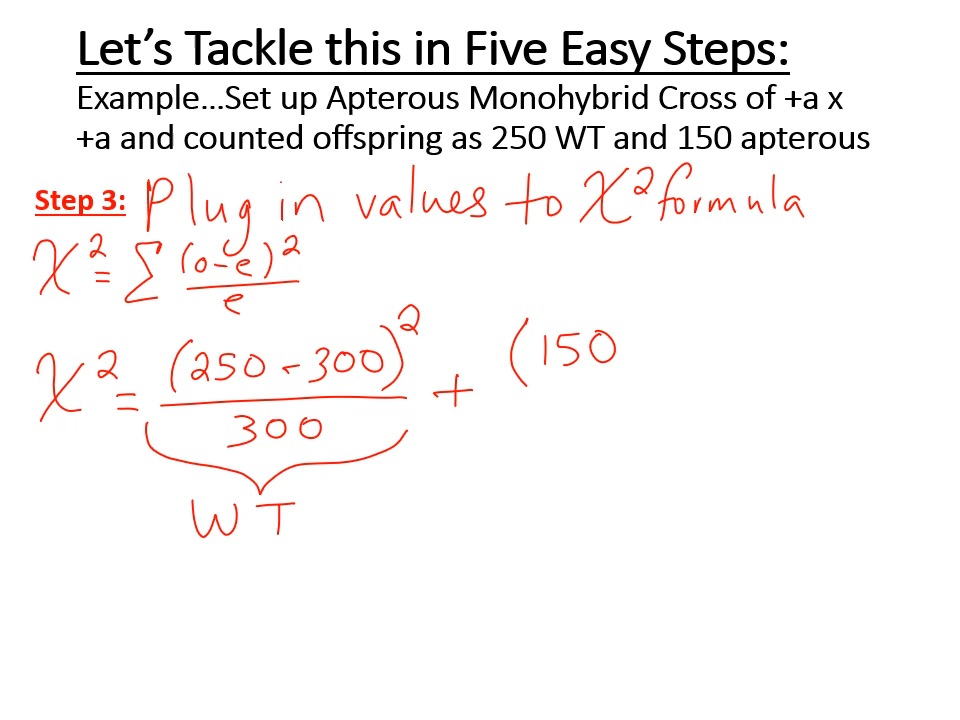 Let's Tackle this in Five Easy Steps:
Example...Set up Apterous Monohybrid Cross of +a x
+a and counted offspring as 250 WT and 150 apterous
Step 3: Plug in values to χ² formula
χ² = Σ (o-e)²/e
χ² = (250 - 300)²/300 + (150
WT